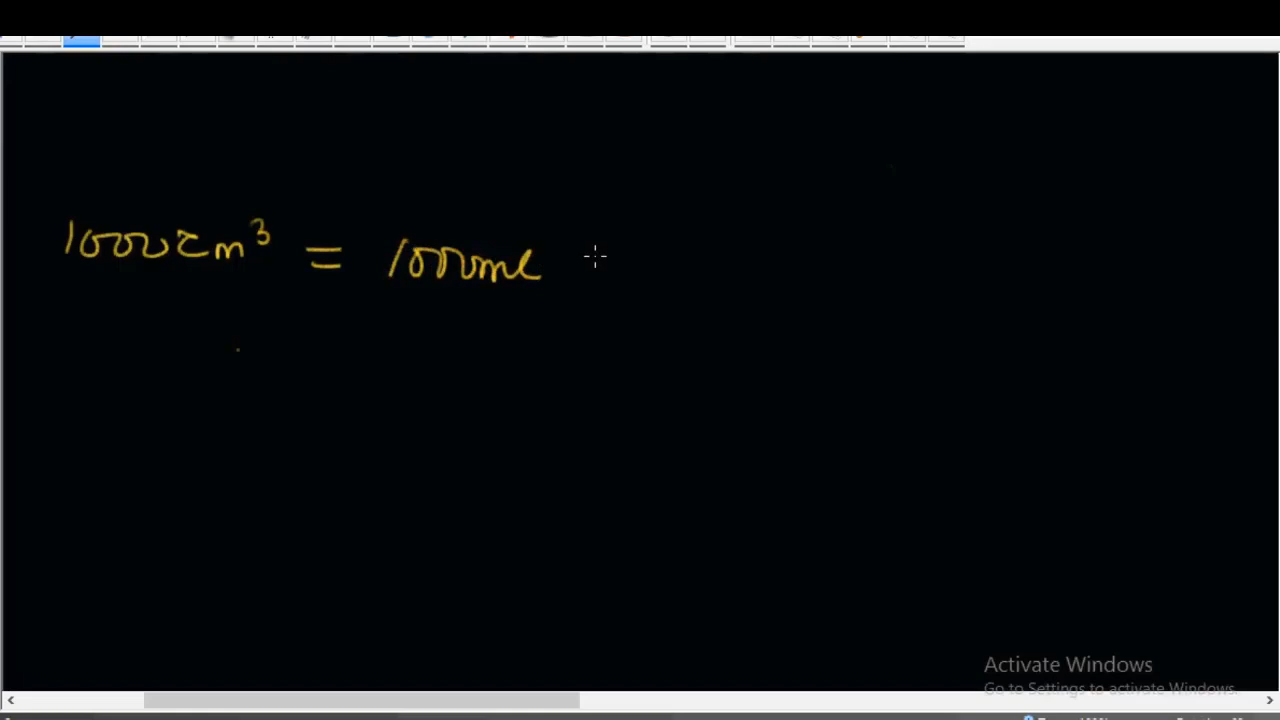 1000cm³ = 1000ml
Activate Windows
Go to Settings to activate Windows.